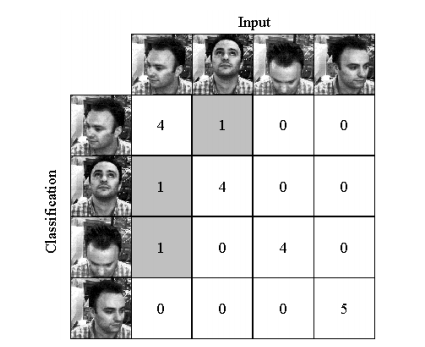 Input
Classification
4 1 0 0
1 4 0 0
1 0 4 0
0 0 0 5